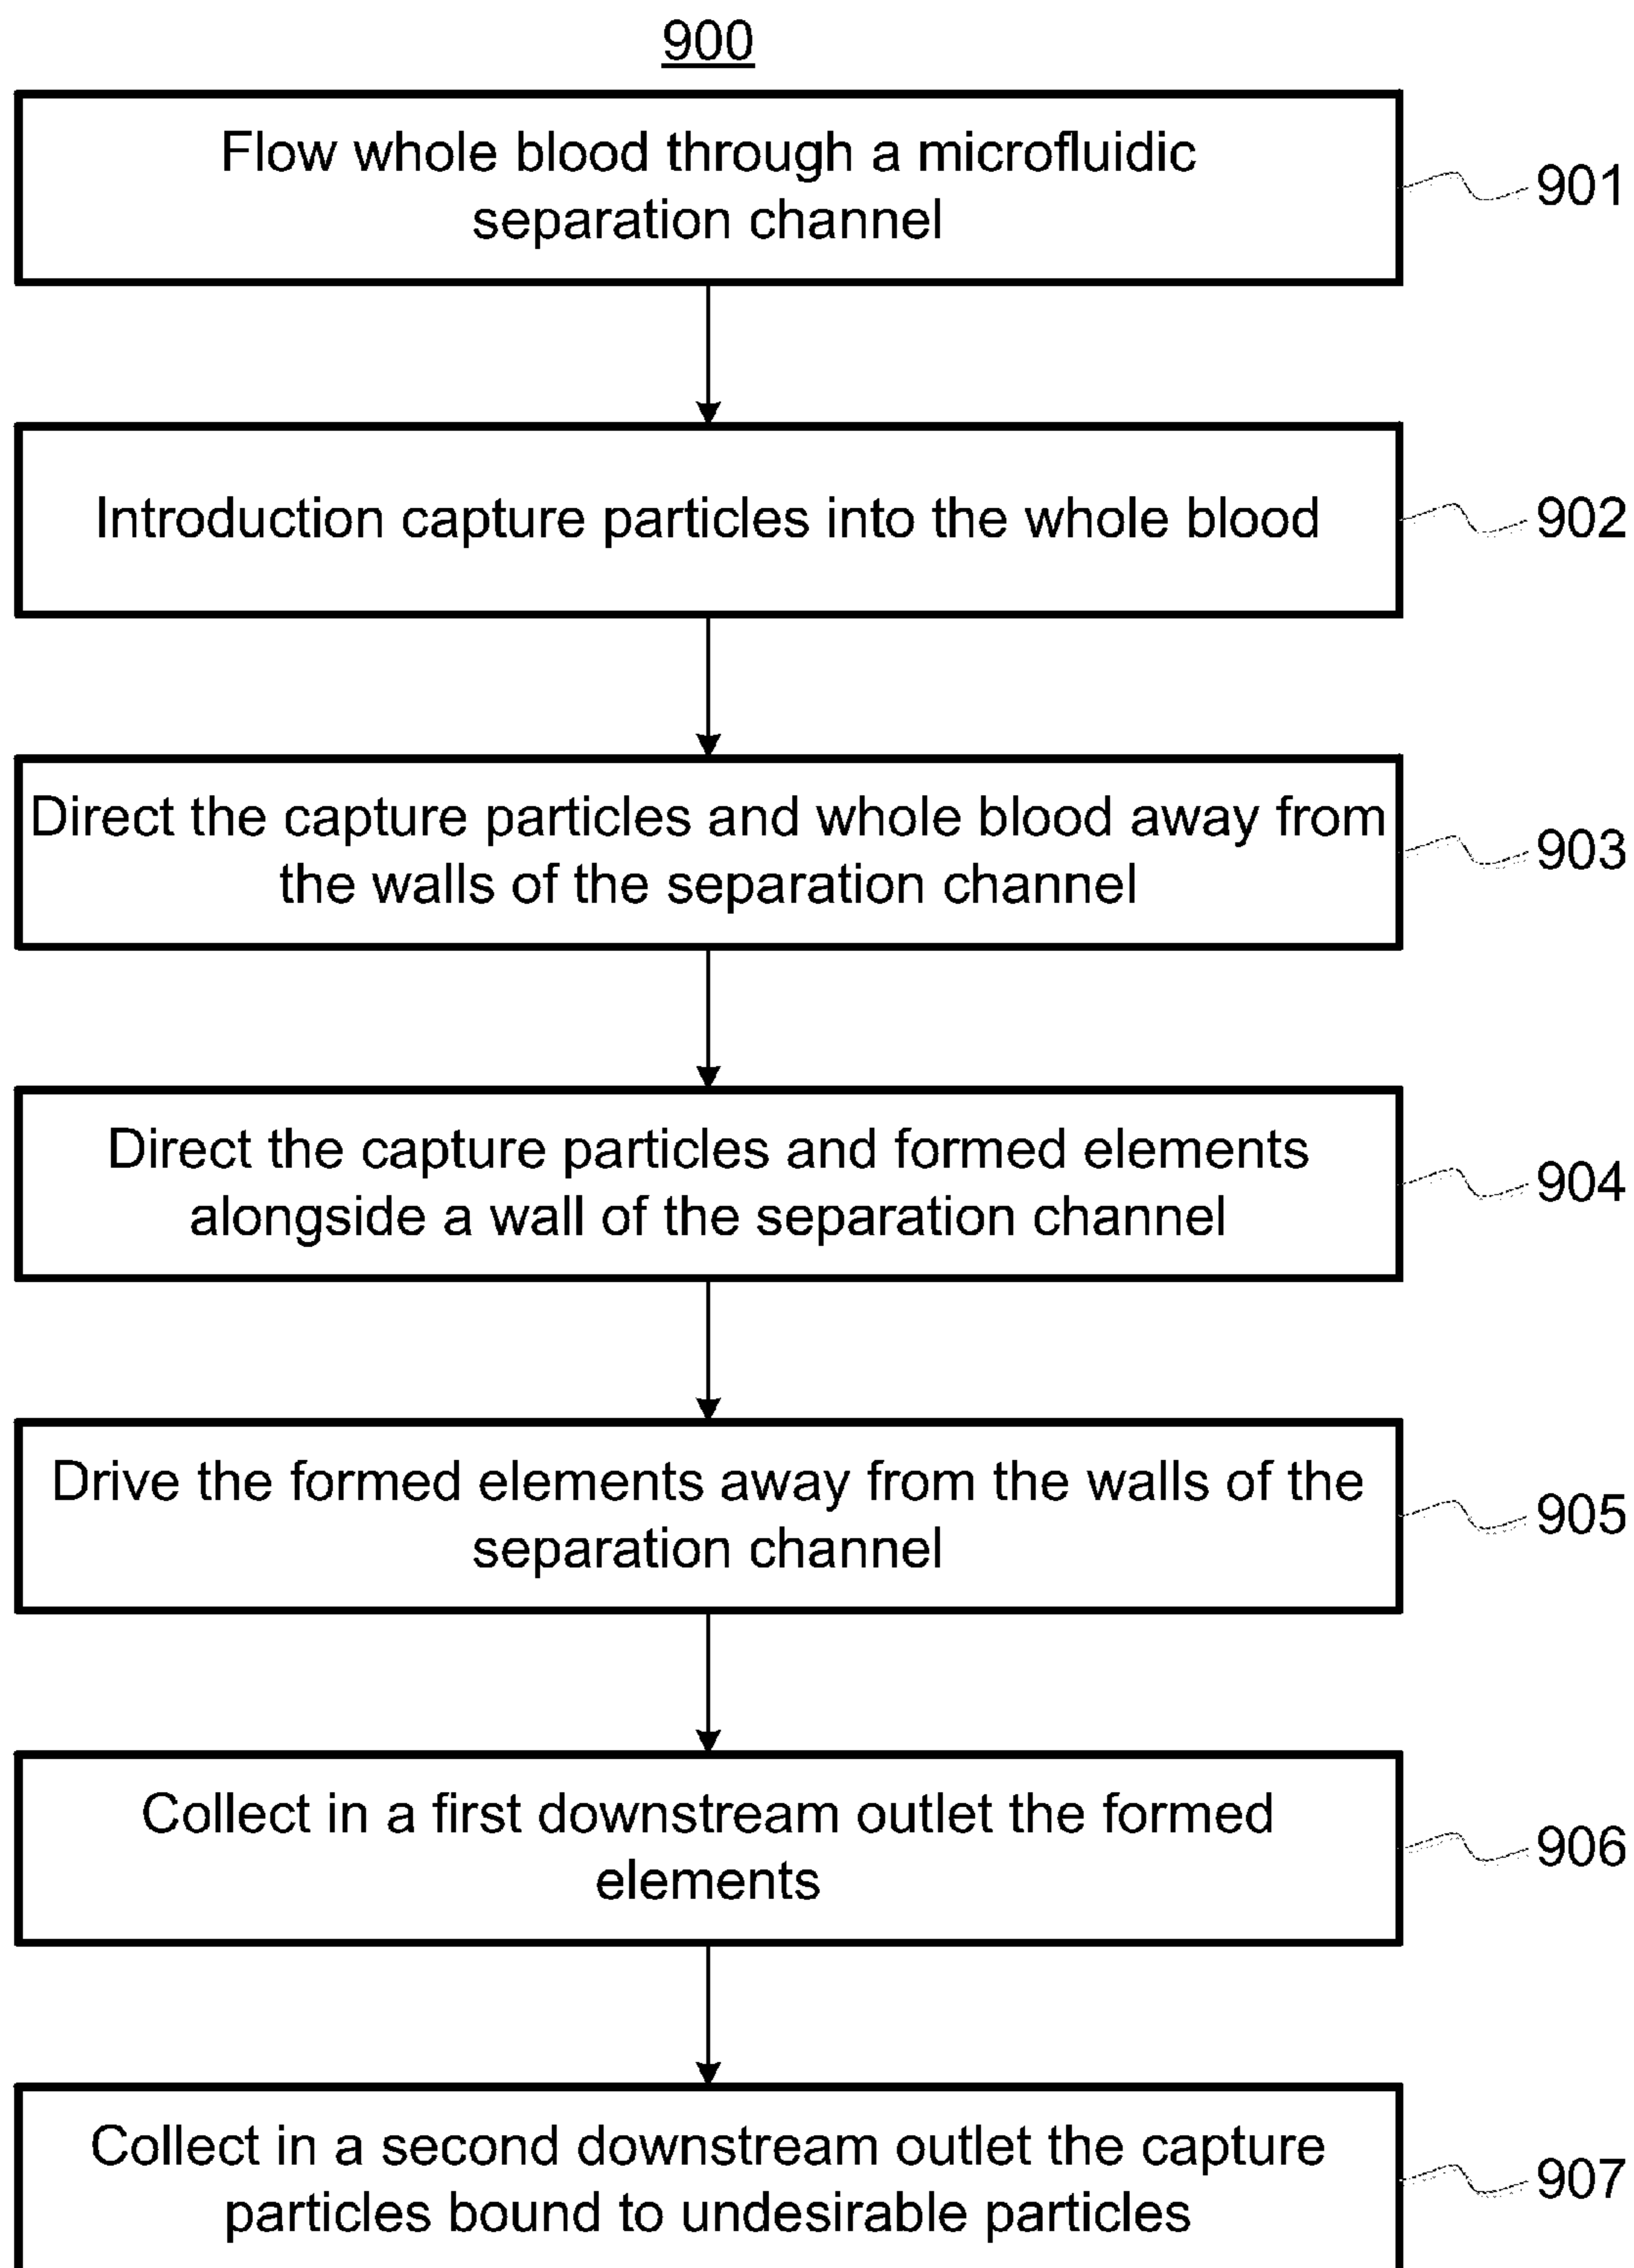 900
Flow whole blood through a microfluidic
separation channel
901
Introduction capture particles into the whole blood
902
Direct the capture particles and whole blood away from
the walls of the separation channel
903
Direct the capture particles and formed elements
alongside a wall of the separation channel
904
Drive the formed elements away from the walls of the
separation channel
905
Collect in a first downstream outlet the formed
elements
906
Collect in a second downstream outlet the capture
particles bound to undesirable particles
907